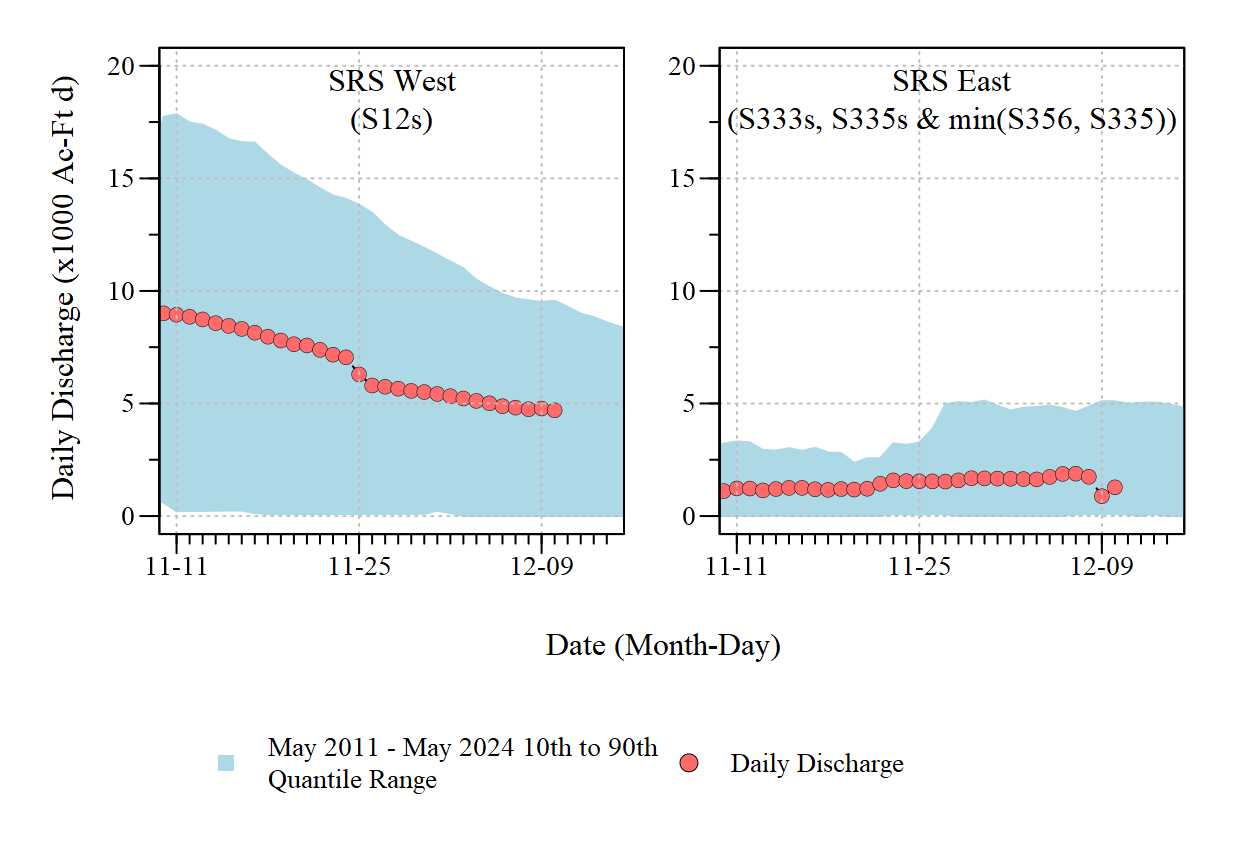 SRS West
(S12s)
SRS East
(S333s, S335s & min(S356, S335))
Daily Discharge (x1000 Ac-Ft d)
20
15
10
5
0
11-11
11-25
12-09
20
15
10
5
0
11-11
11-25
12-09
Date (Month-Day)
May 2011 - May 2024 10th to 90th
Quantile Range
Daily Discharge